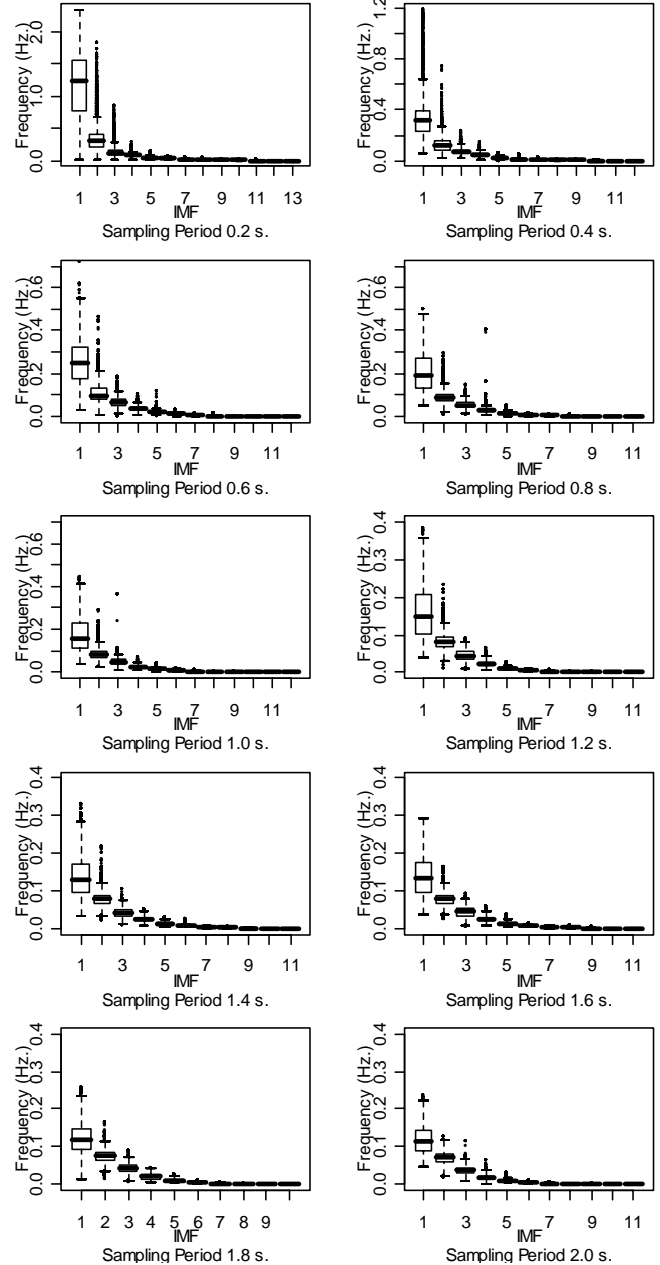 Frequency (Hz.)
0.0 1.0 2.0
1 3 5 7 9 11 13
IMF
Sampling Period 0.2 s.
Frequency (Hz.)
0.0 0.4 0.8 1.2
1 3 5 7 9 11
IMF
Sampling Period 0.4 s.
Frequency (Hz.)
0.0 0.2 0.4 0.6
1 3 5 7 9 11
IMF
Sampling Period 0.6 s.
Frequency (Hz.)
0.0 0.2 0.4 0.6
1 3 5 7 9 11
IMF
Sampling Period 0.8 s.
Frequency (Hz.)
0.0 0.2 0.4 0.6
1 3 5 7 9 11
IMF
Sampling Period 1.0 s.
Frequency (Hz.)
0.0 0.1 0.2 0.3 0.4
1 3 5 7 9 11
IMF
Sampling Period 1.2 s.
Frequency (Hz.)
0.0 0.1 0.2 0.3 0.4
1 3 5 7 9 11
IMF
Sampling Period 1.4 s.
Frequency (Hz.)
0.0 0.1 0.2 0.3 0.4
1 3 5 7 9 11
IMF
Sampling Period 1.6 s.
Frequency (Hz.)
0.0 0.1 0.2 0.3 0.4
1 2 3 4 5 6 7 8 9
IMF
Sampling Period 1.8 s.
Frequency (Hz.)
0.0 0.1 0.2 0.3 0.4
1 3 5 7 9 11
IMF
Sampling Period 2.0 s.